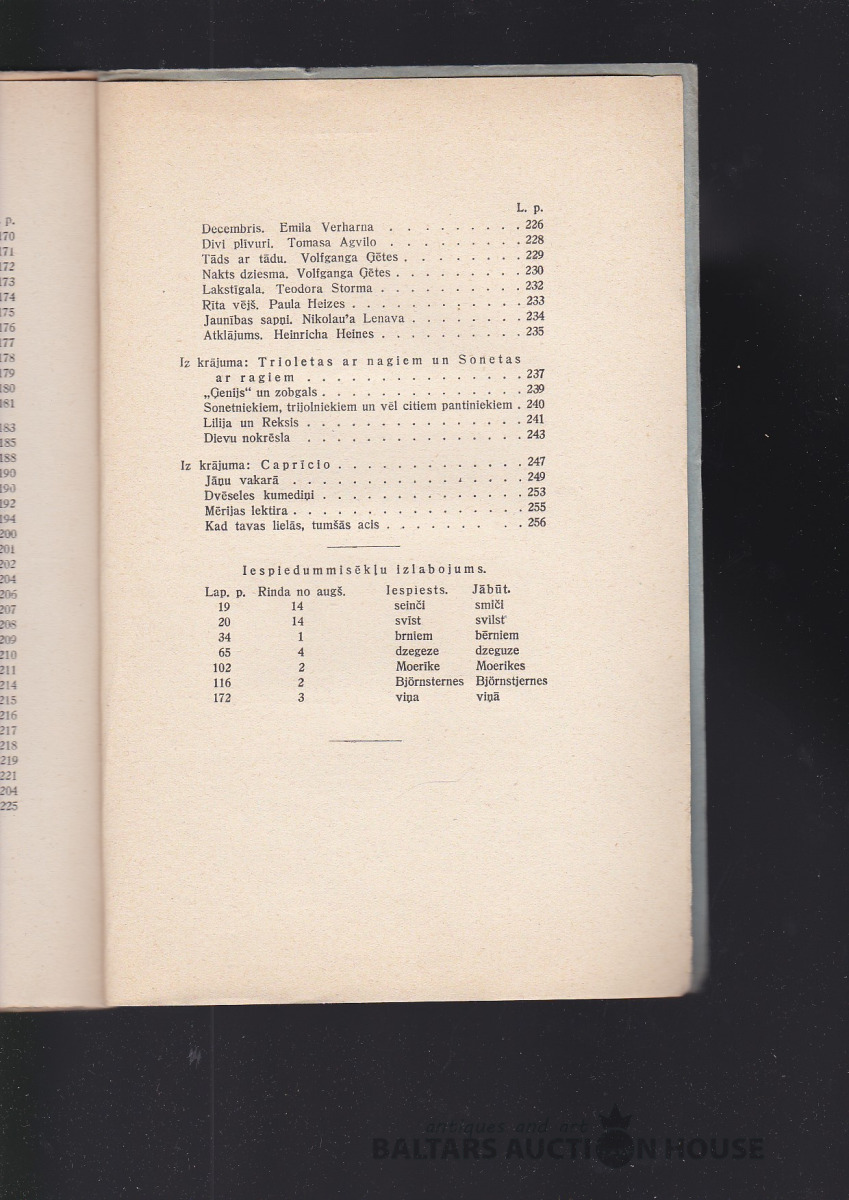 p.
170
171
172
173
174
175
176
177
178
179
180
181
183
185
188
190
190
192
194
200
201
202
204
206
207
208
209
210
211
214
215
216
217
218
219
221
204
225
L. p.
Decembris. Emila Verharna . . . . . . . . . 226
Divi plīvuri. Tomasa Agvilo . . . . . . . . . 228
Tāds ar tādu. Volfganga Ģētes . . . . . . . . 229
Nakts dziesma. Volfganga Ģētes . . . . . . . . . 230
Lakstīgala. Teodora Storma . . . . . . . . . . 232
Rīta vējš. Paula Heizes . . . . . . . . . . . . 233
Jaunības sapņi. Nikolau'a Lenava . . . . . . . . 234
Atklājums. Heinricha Heines . . . . . . . . . . 235
Iz krājuma: Trioletas ar nagiem un Sonetas
ar ragiem . . . . . . . . . . . . . . . 237
„Ģenijs“ un zobgals . . . . . . . . . . . . . . 239
Sonetniekiem, trijolniekiem un vēl citiem pantiniekiem . 240
Lilija un Reksis . . . . . . . . . . . . . . . 241
Dievu nokrēsla . . . . . . . . . . . . . . . 243
Iz krājuma: Caprīcio . . . . . . . . . . . . . 247
Jāņu vakarā . . . . . . . . . . . . . . . . 249
Dvēseles kumediņi . . . . . . . . . . . . . . 253
Mērijas lektira . . . . . . . . . . . . . . . . 255
Kad tavas lielās, tumšās acis . . . . . . . . . 256
Iespiedummisēkļu izlabojums.
Lap. p. Rinda no augš. Iespiests. Jābūt.
19 14 seinči smiči
20 14 svīst svilst
34 1 brniem bērniem
65 4 dzegeze dzeguze
102 2 Moerīke Moerikes
116 2 Björnsternes Björnstjernes
172 3 viņa viņā
antiques and art
BALTARS AUCTION HOUSE